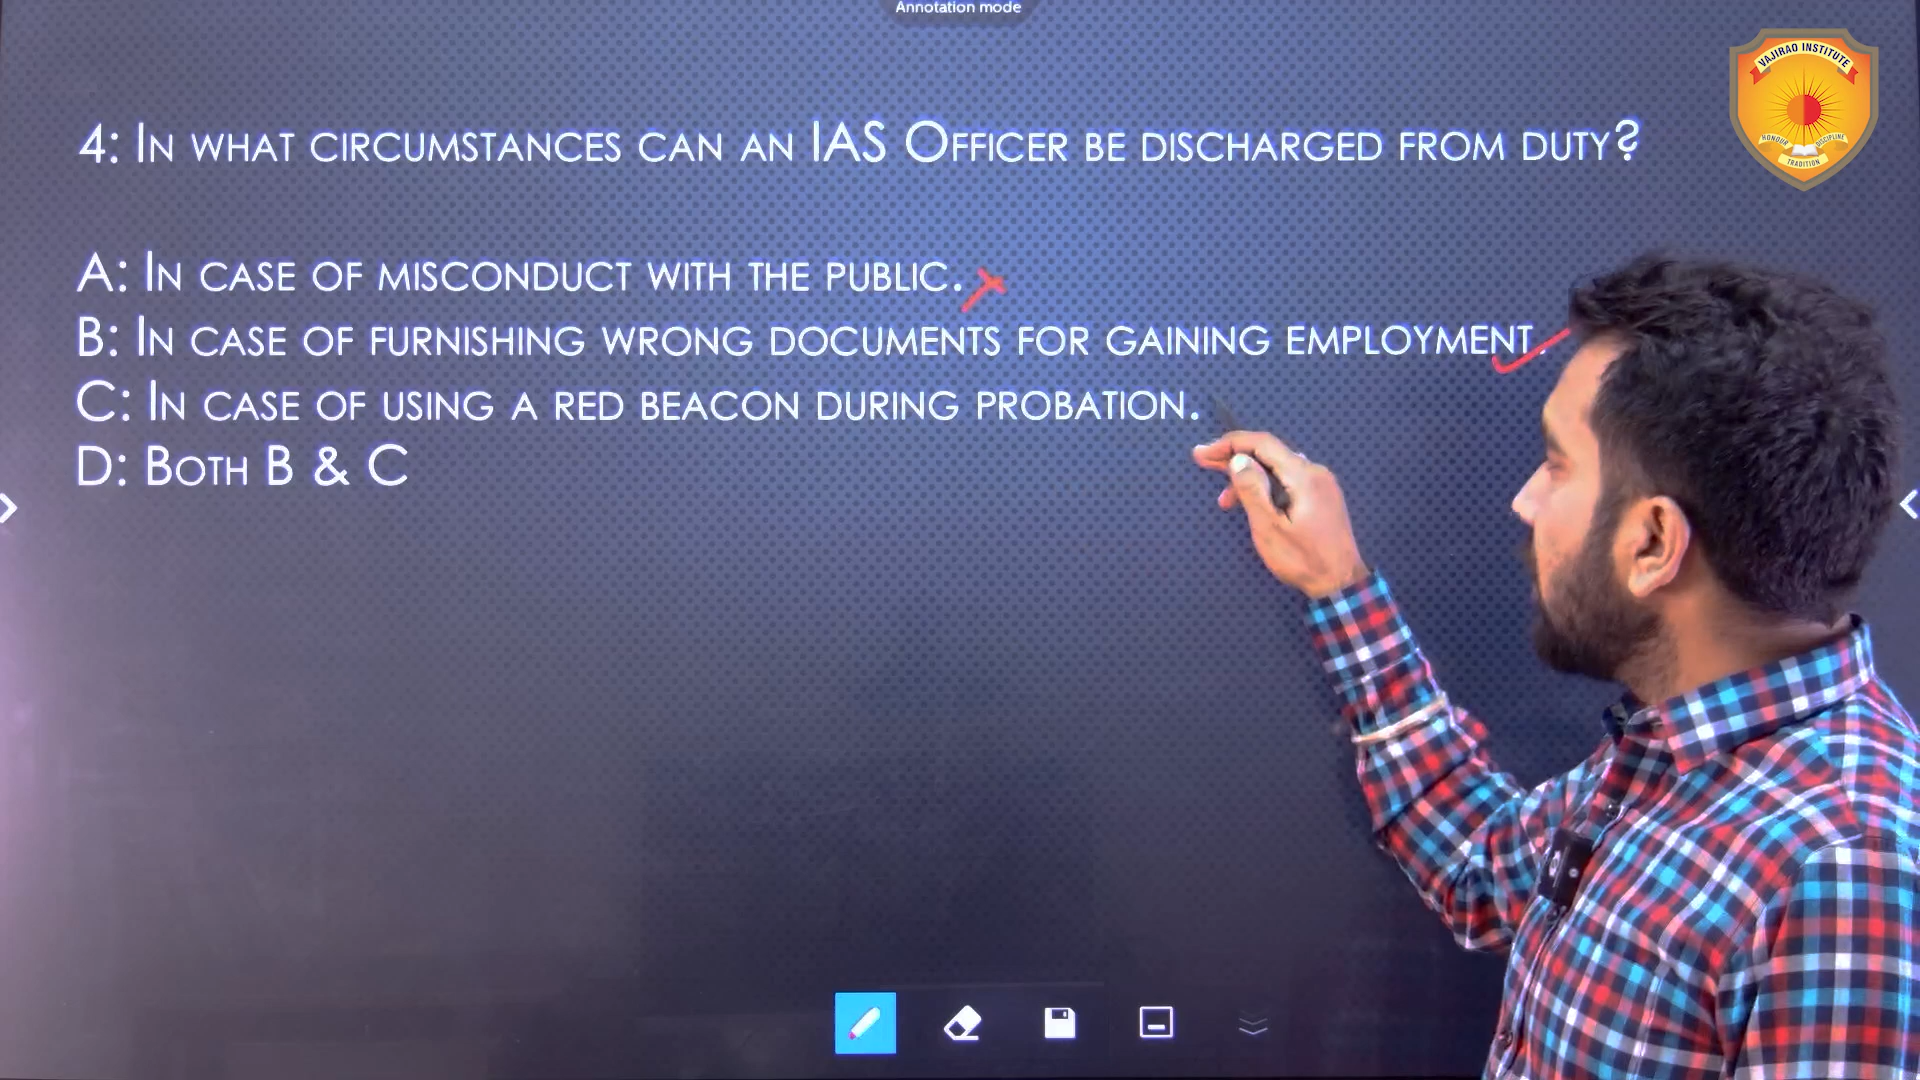 Annotation mode
VAJIRAO INSTITUTE
HONOUR
DISCIPLINE
TRADITION
4: IN WHAT CIRCUMSTANCES CAN AN IAS OFFICER BE DISCHARGED FROM DUTY?
A: IN CASE OF MISCONDUCT WITH THE PUBLIC.
B: IN CASE OF FURNISHING WRONG DOCUMENTS FOR GAINING EMPLOYMENT.
C: IN CASE OF USING A RED BEACON DURING PROBATION.
D: BOTH B & C